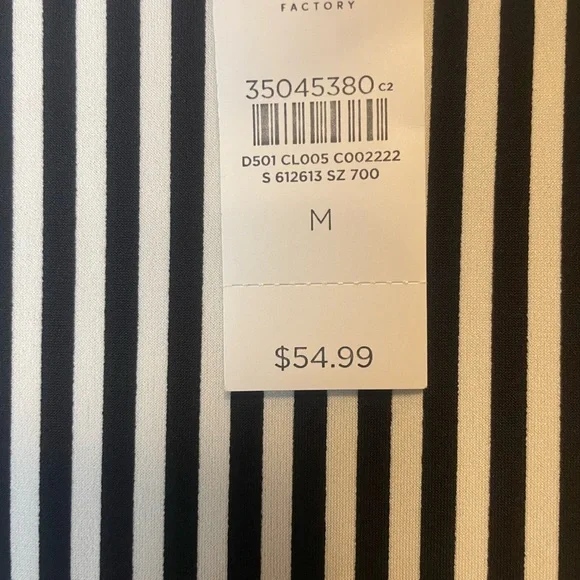 FACTORY
35045380 C2
D501 CL005 C002222
S 612613 SZ 700
M
$54.99